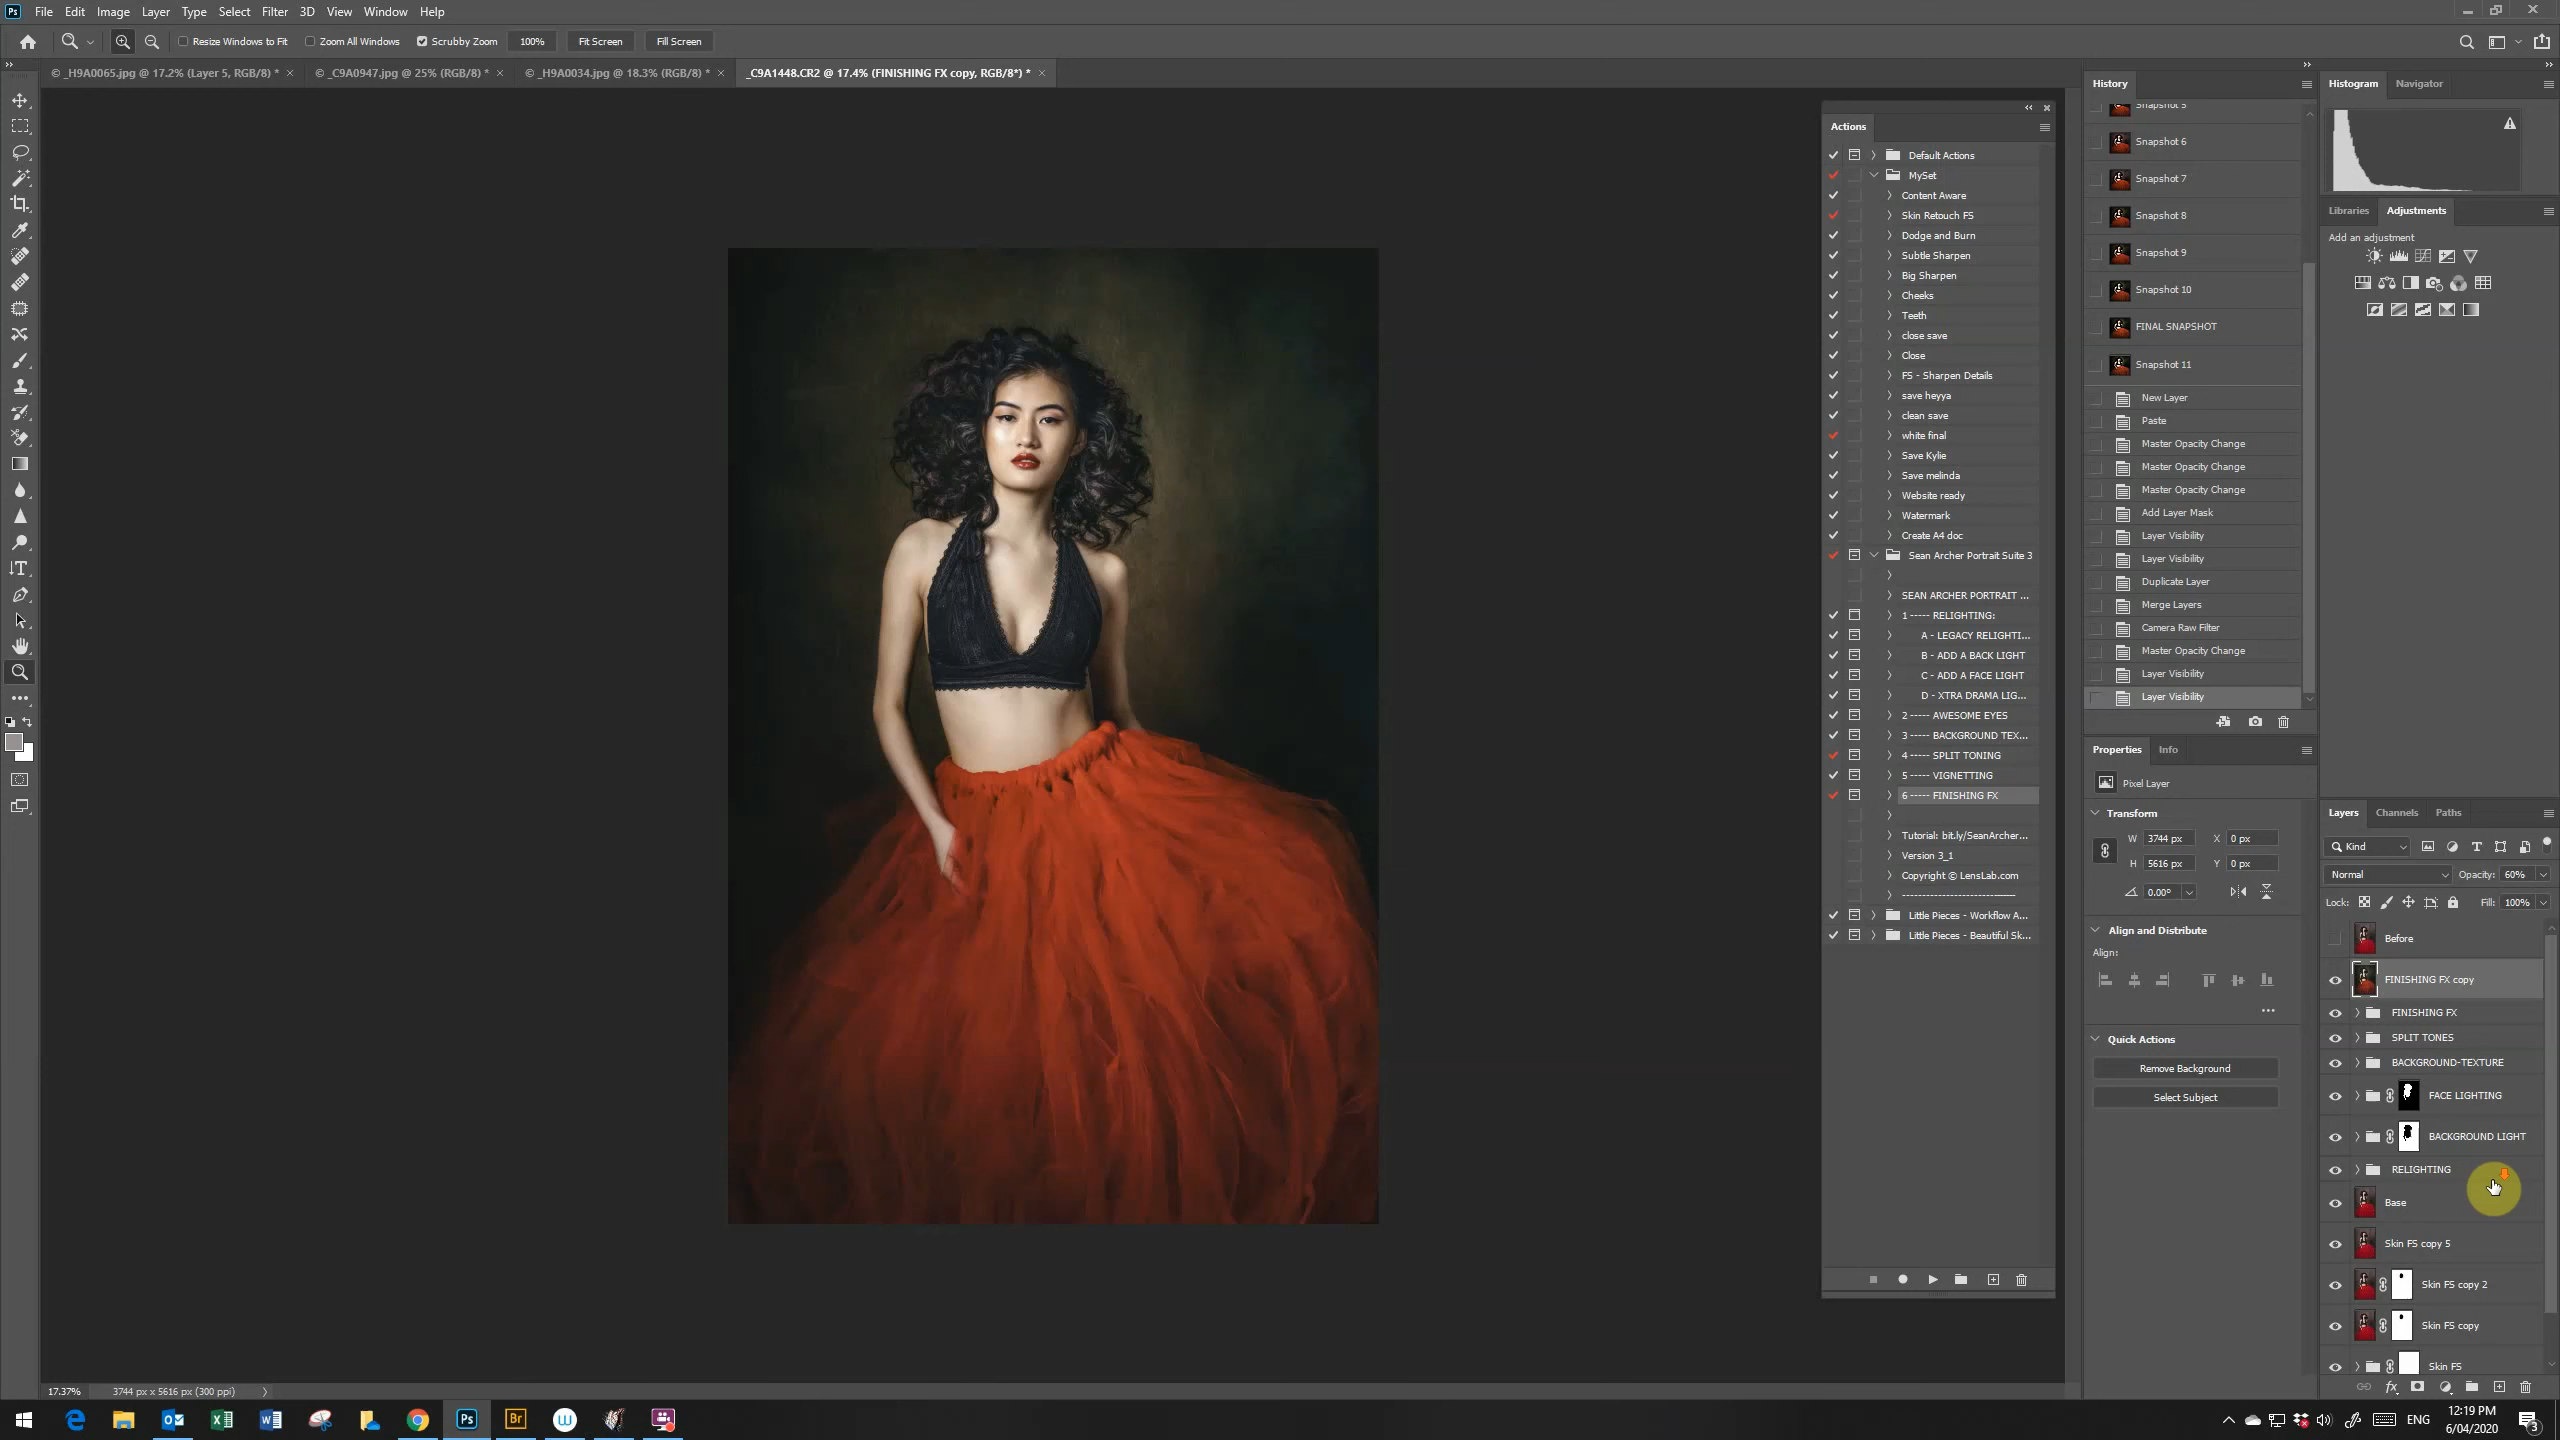 Ps File Edit Image Layer Type Select Filter 3D View Window Help
Resize Windows to Fit Zoom All Windows Scrubby Zoom 100% Fit Screen Fill Screen
© _H9A0065.jpg @ 17.2% (Layer 5, RGB/8) * © _C9A0947.jpg @ 25% (RGB/8) * © _H9A0034.jpg @ 18.3% (RGB/8) * _C9A1448.CR2 @ 17.4% (FINISHING FX copy, RGB/8*) *
Actions
Default Actions
MySet
Content Aware
Skin Retouch FS
Dodge and Burn
Subtle Sharpen
Big Sharpen
Cheeks
Teeth
close save
Close
FS - Sharpen Details
save heyya
clean save
white final
Save Kylie
Save melinda
Website ready
Watermark
Create A4 doc
Sean Archer Portrait Suite 3
SEAN ARCHER PORTRAIT ...
1 ----- RELIGHTING:
A - LEGACY RELIGHTI...
B - ADD A BACK LIGHT
C - ADD A FACE LIGHT
D - XTRA DRAMA LIG...
2 ----- AWESOME EYES
3 ----- BACKGROUND TEX...
4 ----- SPLIT TONING
5 ----- VIGNETTING
6 ----- FINISHING FX
Tutorial: bit.ly/SeanArcher...
Version 3_1
Copyright © LensLab.com
-----------------------------
Little Pieces - Workflow A...
Little Pieces - Beautiful Sk...
History
Snapshot 5
Snapshot 6
Snapshot 7
Snapshot 8
Snapshot 9
Snapshot 10
FINAL SNAPSHOT
Snapshot 11
New Layer
Paste
Master Opacity Change
Master Opacity Change
Master Opacity Change
Add Layer Mask
Layer Visibility
Layer Visibility
Duplicate Layer
Merge Layers
Camera Raw Filter
Master Opacity Change
Layer Visibility
Layer Visibility
Properties Info
Pixel Layer
Transform
W 3744 px X 0 px
H 5616 px Y 0 px
0.00°
Align and Distribute
Align:
Quick Actions
Remove Background
Select Subject
Histogram Navigator
Libraries Adjustments
Add an adjustment
Layers Channels Paths
Kind
Normal Opacity: 60%
Lock: Fill: 100%
Before
FINISHING FX copy
FINISHING FX
SPLIT TONES
BACKGROUND-TEXTURE
FACE LIGHTING
BACKGROUND LIGHT
RELIGHTING
Base
Skin FS copy 5
Skin FS copy 2
Skin FS copy
Skin FS
fx
17.37% 3744 px x 5616 px (300 ppi)
Ps Br W
ENG
12:19 PM
6/04/2020
3